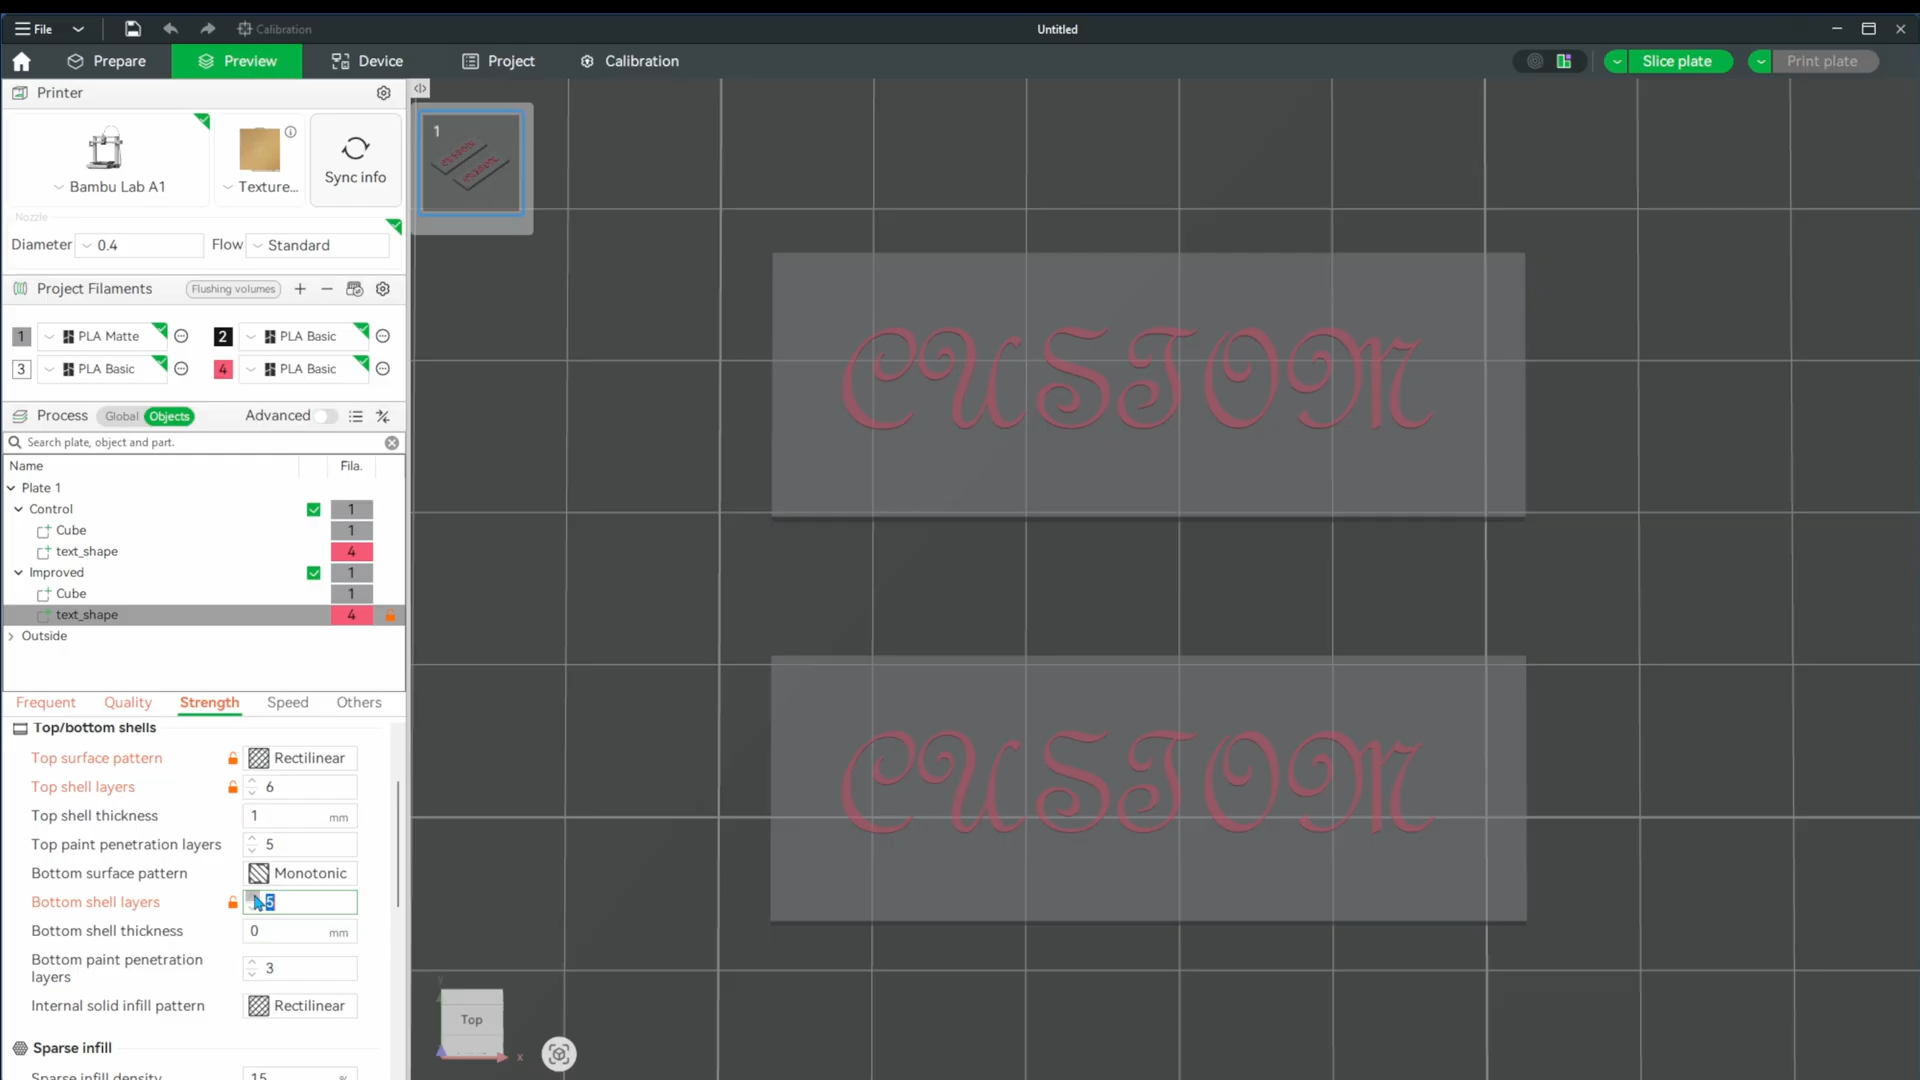 File
Calibration
Untitled
Prepare
Preview
Device
Project
Calibration
Slice plate
Print plate
Printer
Bambu Lab A1
Texture...
Sync info
Nozzle
Diameter 0.4
Flow Standard
Project Filaments
Flushing volumes
1 PLA Matte
2 PLA Basic
3 PLA Basic
4 PLA Basic
Process Global Objects Advanced
Search plate, object and part.
Name Fila.
Plate 1
Control 1
Cube 1
text_shape 4
Improved 1
Cube 1
text_shape 4
Outside
Frequent Quality Strength Speed Others
Top/bottom shells
Top surface pattern Rectilinear
Top shell layers 6
Top shell thickness 1 mm
Top paint penetration layers 5
Bottom surface pattern Monotonic
Bottom shell layers 5
Bottom shell thickness 0 mm
Bottom paint penetration
layers 3
Internal solid infill pattern Rectilinear
Sparse infill
Sparse infill density 15 %
1
CUSTOM
CUSTOM
Top
x